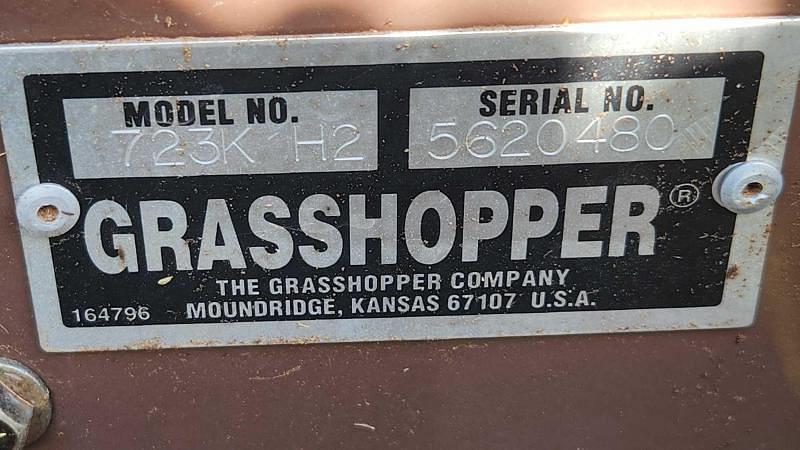 MODEL NO.
723K H2
SERIAL NO.
5620480
GRASSHOPPER®
THE GRASSHOPPER COMPANY
164796 MOUNDRIDGE, KANSAS 67107 U.S.A.